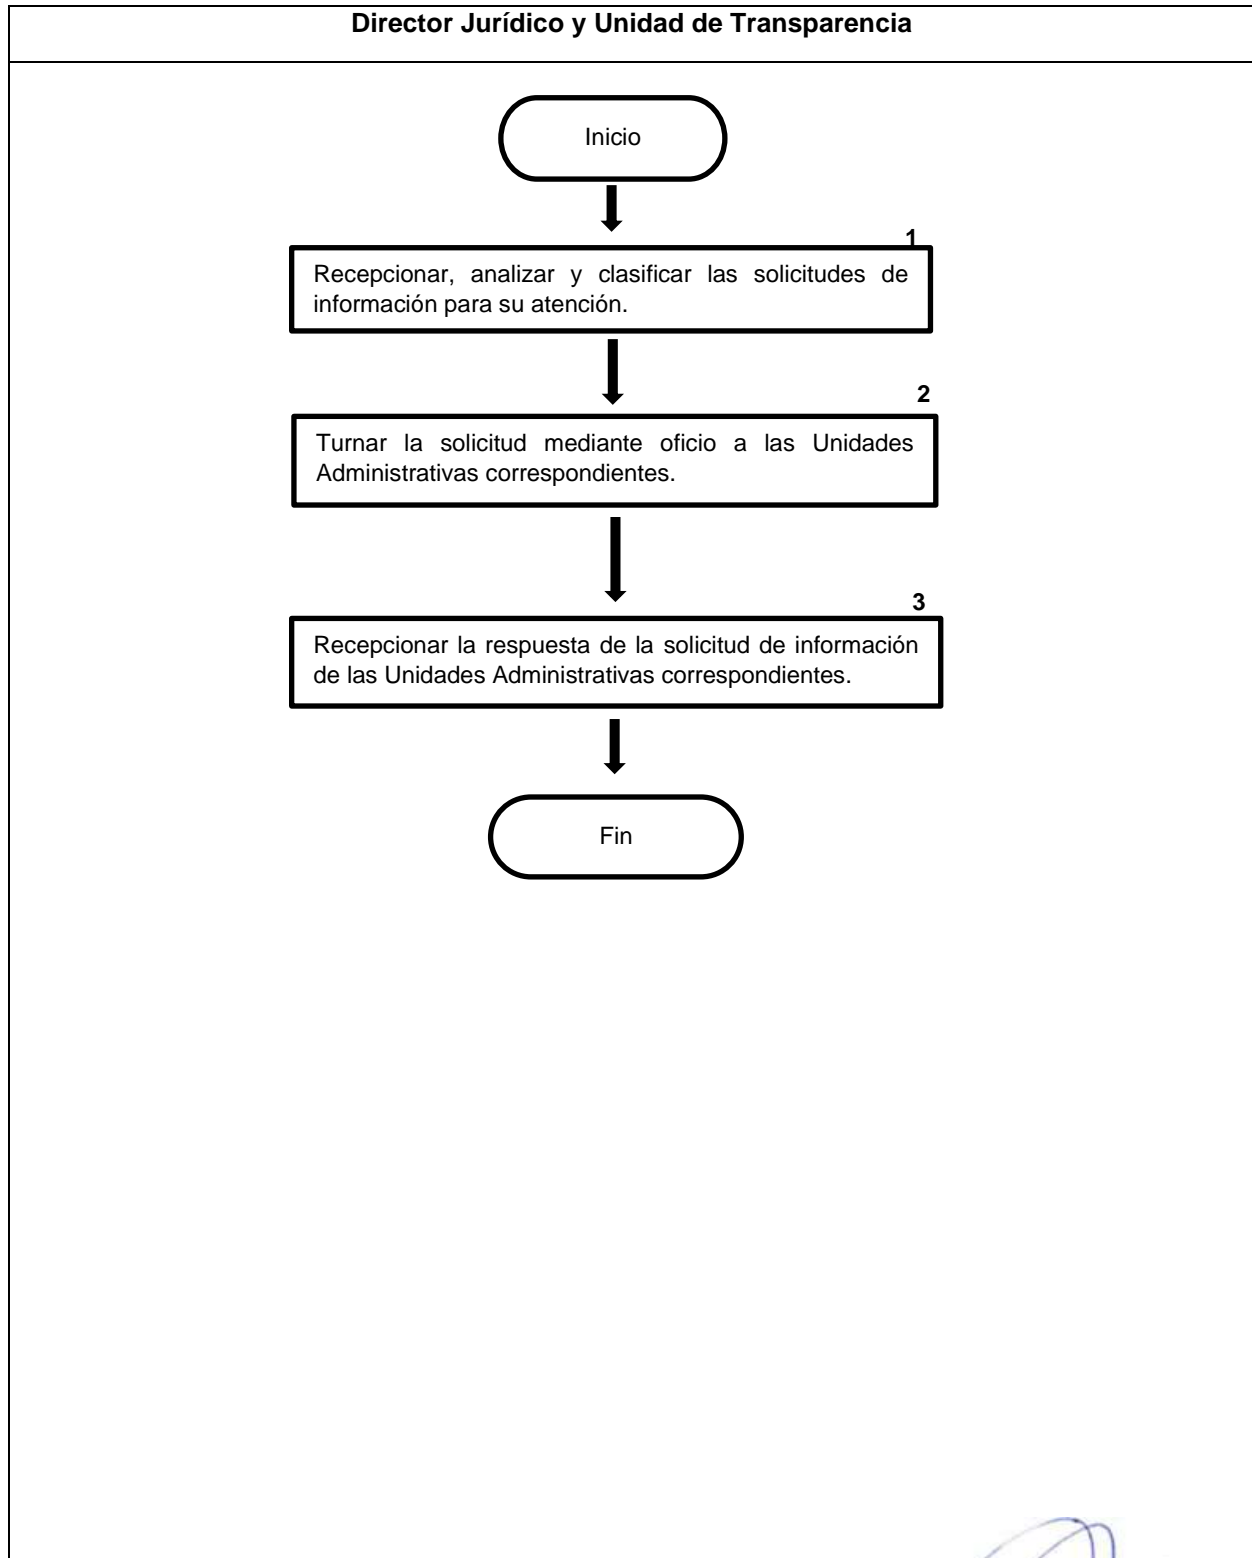 Director Jurídico y Unidad de Transparencia
Inicio
1
Recepcionar, analizar y clasificar las solicitudes de
información para su atención.
2
Turnar la solicitud mediante oficio a las Unidades
Administrativas correspondientes.
3
Recepcionar la respuesta de la solicitud de información
de las Unidades Administrativas correspondientes.
Fin